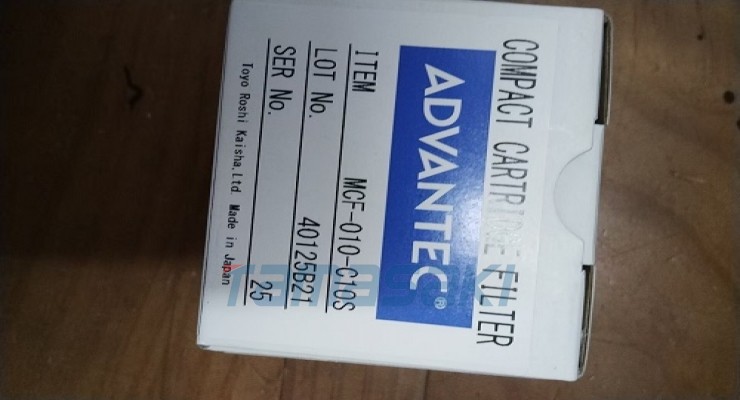 COMPACT CARTRIDGE FILTER
ADVANTEC®
ITEM MCF-010-C10S
LOT No. 40125B21
SER No. 25
Toyo Roshi Kaisha,Ltd. Made in Japan
ramasaki